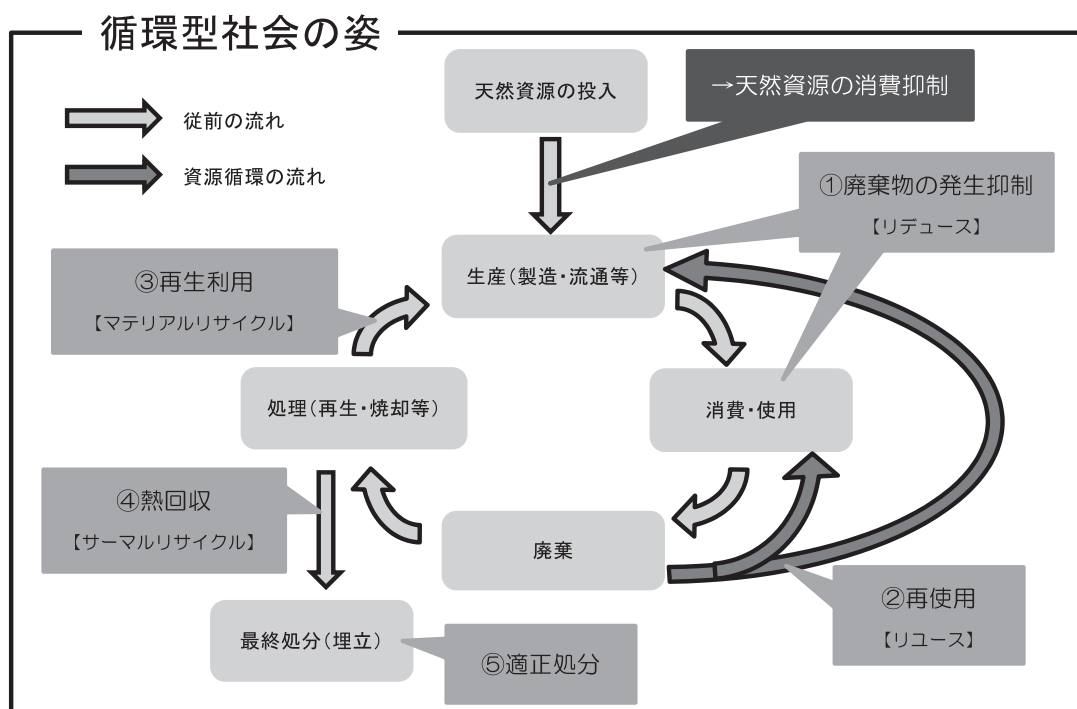 循環型社会の姿
従前の流れ
資源循環の流れ
天然資源の投入
→天然資源の消費抑制
①廃棄物の発生抑制
【リデュース】
生産(製造・流通等)
③再生利用
【マテリアルリサイクル】
処理(再生・焼却等)
消費・使用
④熱回収
【サーマルリサイクル】
廃棄
②再使用
【リユース】
最終処分(埋立)
⑤適正処分